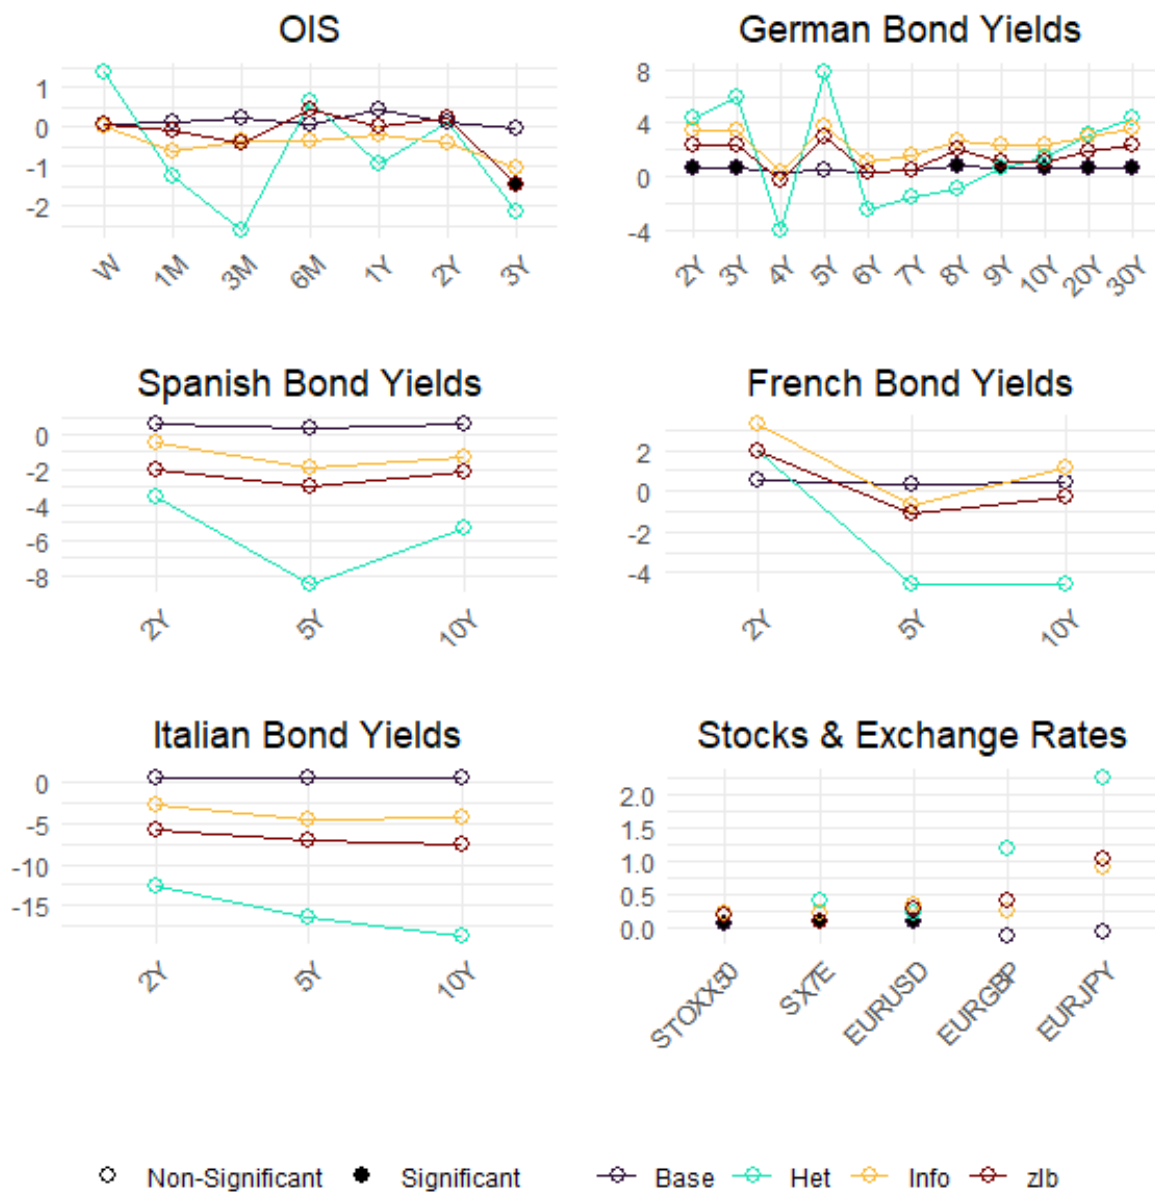 OIS
1
0
-1
-2
W 1M 3M 6M 1Y 2Y 3Y
German Bond Yields
8
4
0
-4
2Y 3Y 4Y 5Y 6Y 7Y 8Y 9Y 10Y 20Y 30Y
Spanish Bond Yields
0
-2
-4
-6
-8
2Y 5Y 10Y
French Bond Yields
2
0
-2
-4
2Y 5Y 10Y
Italian Bond Yields
0
-5
-10
-15
2Y 5Y 10Y
Stocks & Exchange Rates
2.0
1.5
1.0
0.5
0.0
STOXX50 SX7E EURUSD EURGBP EURJPY
Non-Significant Significant Base Het Info zlb